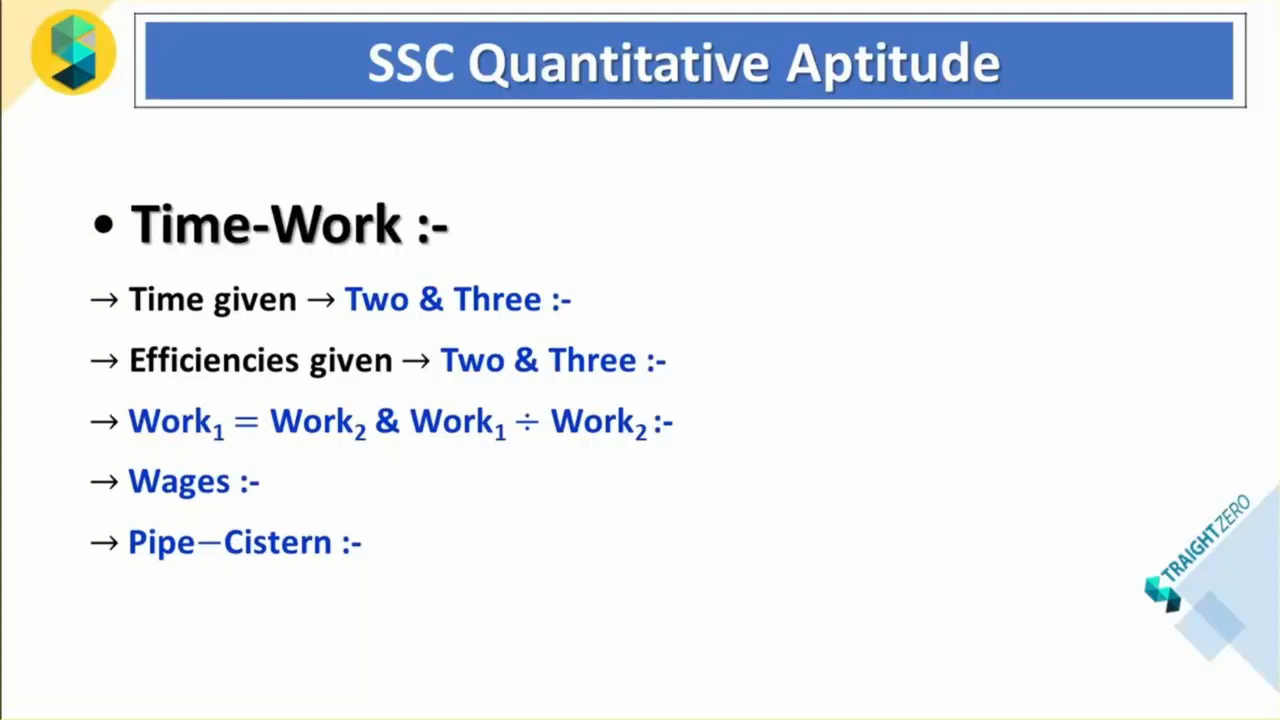 SSC Quantitative Aptitude
• Time-Work :-
→ Time given → Two & Three :-
→ Efficiencies given → Two & Three :-
→ Work₁ = Work₂ & Work₁ ÷ Work₂ :-
→ Wages :-
→ Pipe−Cistern :-
TRAIGHTZERO